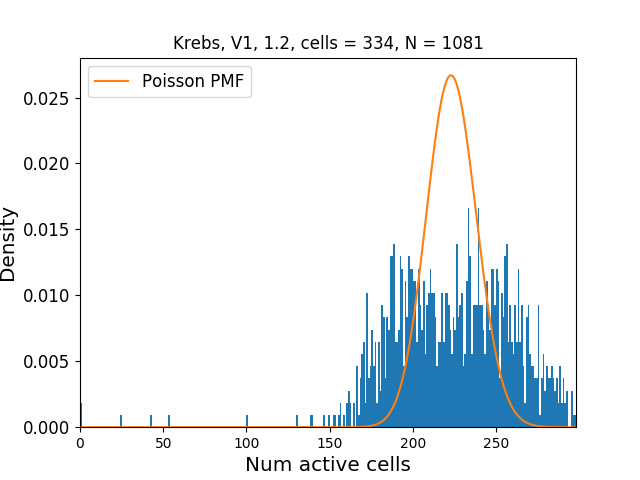 Krebs, V1, 1.2, cells = 334, N = 1081
Poisson PMF
Density
0.025
0.020
0.015
0.010
0.005
0.000
0 50 100 150 200 250
Num active cells